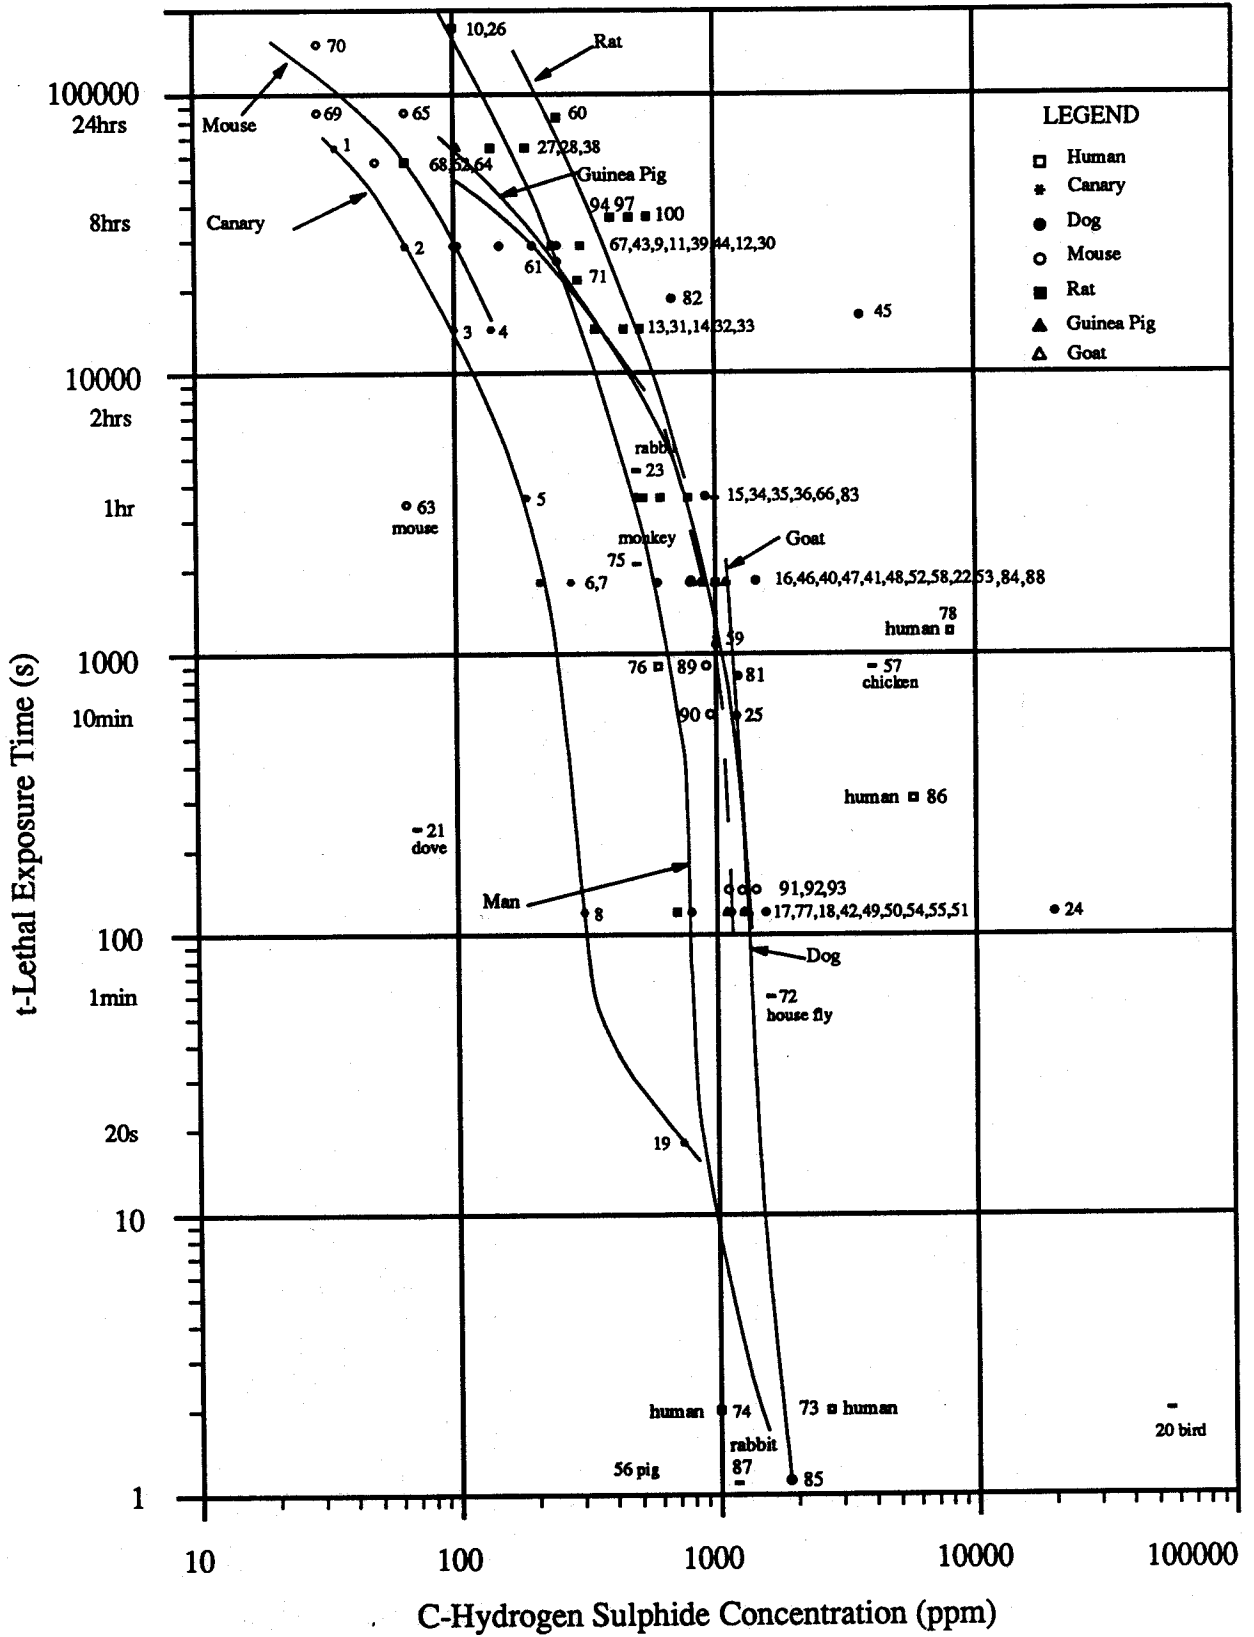 10,26
Rat
70
100000
24hrs
Mouse
69
65
60
LEGEND
Human
Canary
Dog
Mouse
Rat
Guinea Pig
Goat
1
68,62,64
27,28,38
Guinea Pig
94 97
100
8hrs
Canary
2
67,43,9,11,39,44,12,30
61
71
82
45
3
4
13,31,14,32,33
10000
2hrs
rabbit
23
5
15,34,35,36,66,83
1hr
63
mouse
monkey
75
Goat
6,7
16,46,40,47,41,48,52,58,22,53,84,88
78
human
59
1000
76
89
81
57
chicken
10min
90
25
human
86
21
dove
91,92,93
Man
8
17,77,18,42,49,50,54,55,51
24
100
Dog
1min
72
house fly
20s
19
10
human
74
73
human
20 bird
rabbit
56 pig
87
85
1
10
100
1000
10000
100000
t-Lethal Exposure Time (s)
C-Hydrogen Sulphide Concentration (ppm)